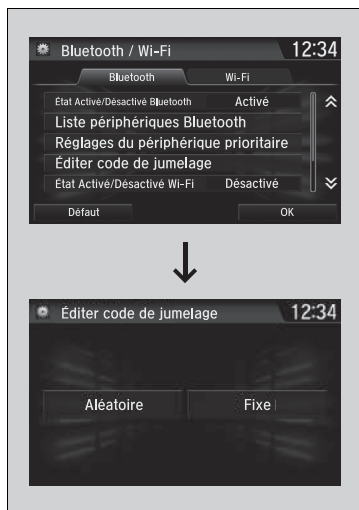 Bluetooth / Wi-Fi 12:34
Bluetooth Wi-Fi
État Activé/Désactivé Bluetooth Activé
Liste périphériques Bluetooth
Réglages du périphérique prioritaire
Éditer code de jumelage
État Activé/Désactivé Wi-Fi Désactivé
Défaut OK
Éditer code de jumelage 12:34
Aléatoire Fixe